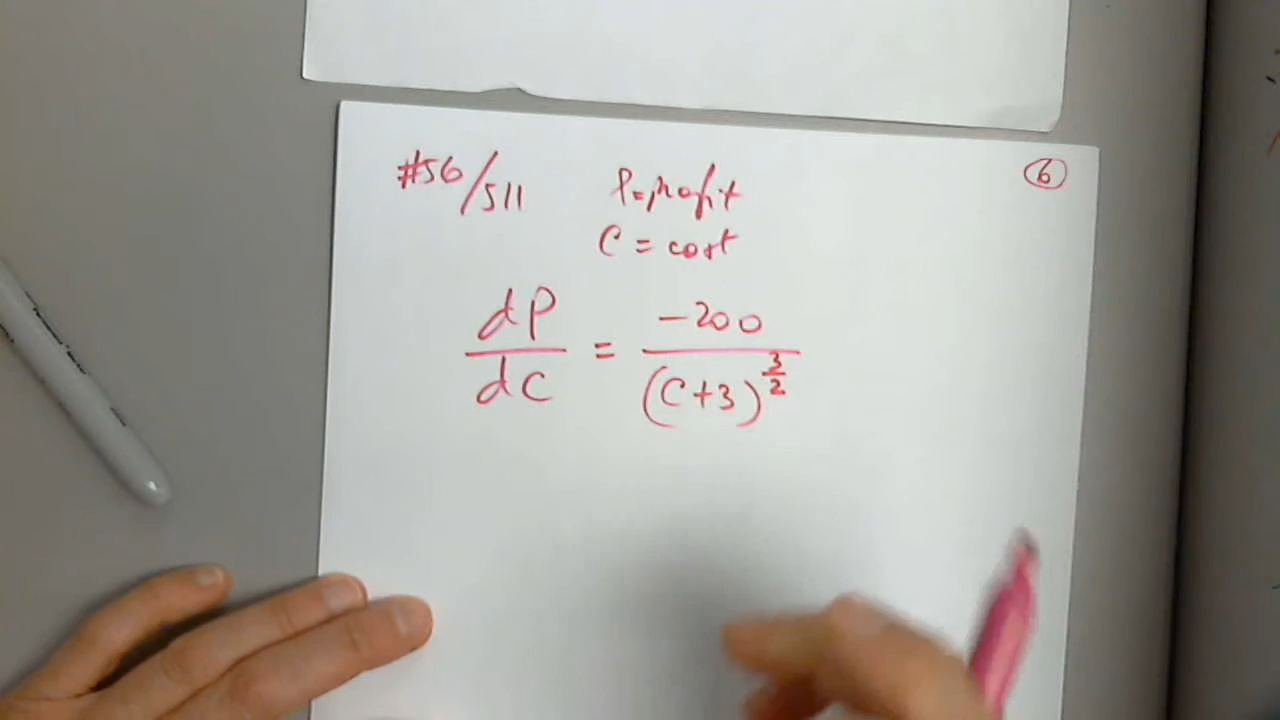 #56/511 P=profit ⑥
C = cost
dP/dC = -200/(C+3)^(3/2)